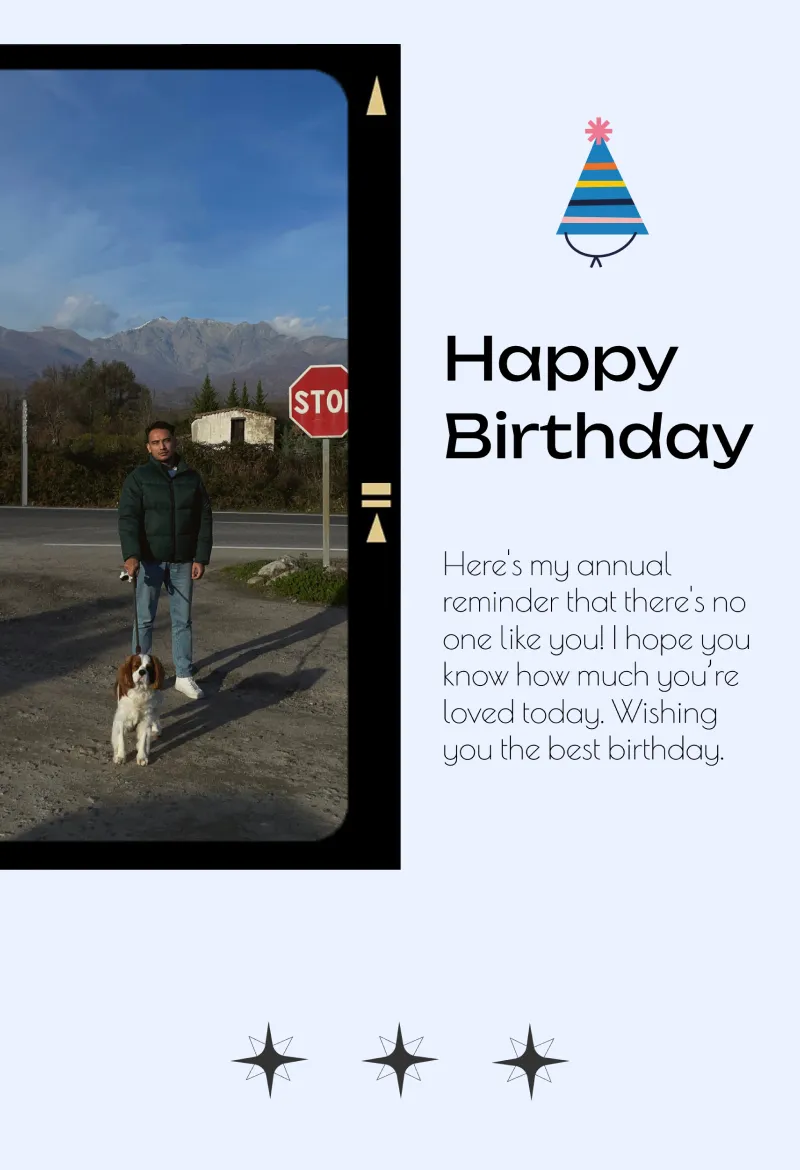 STO
Happy
Birthday
Here's my annual
reminder that there's no
one like you! I hope you
know how much you're
loved today. Wishing
you the best birthday.